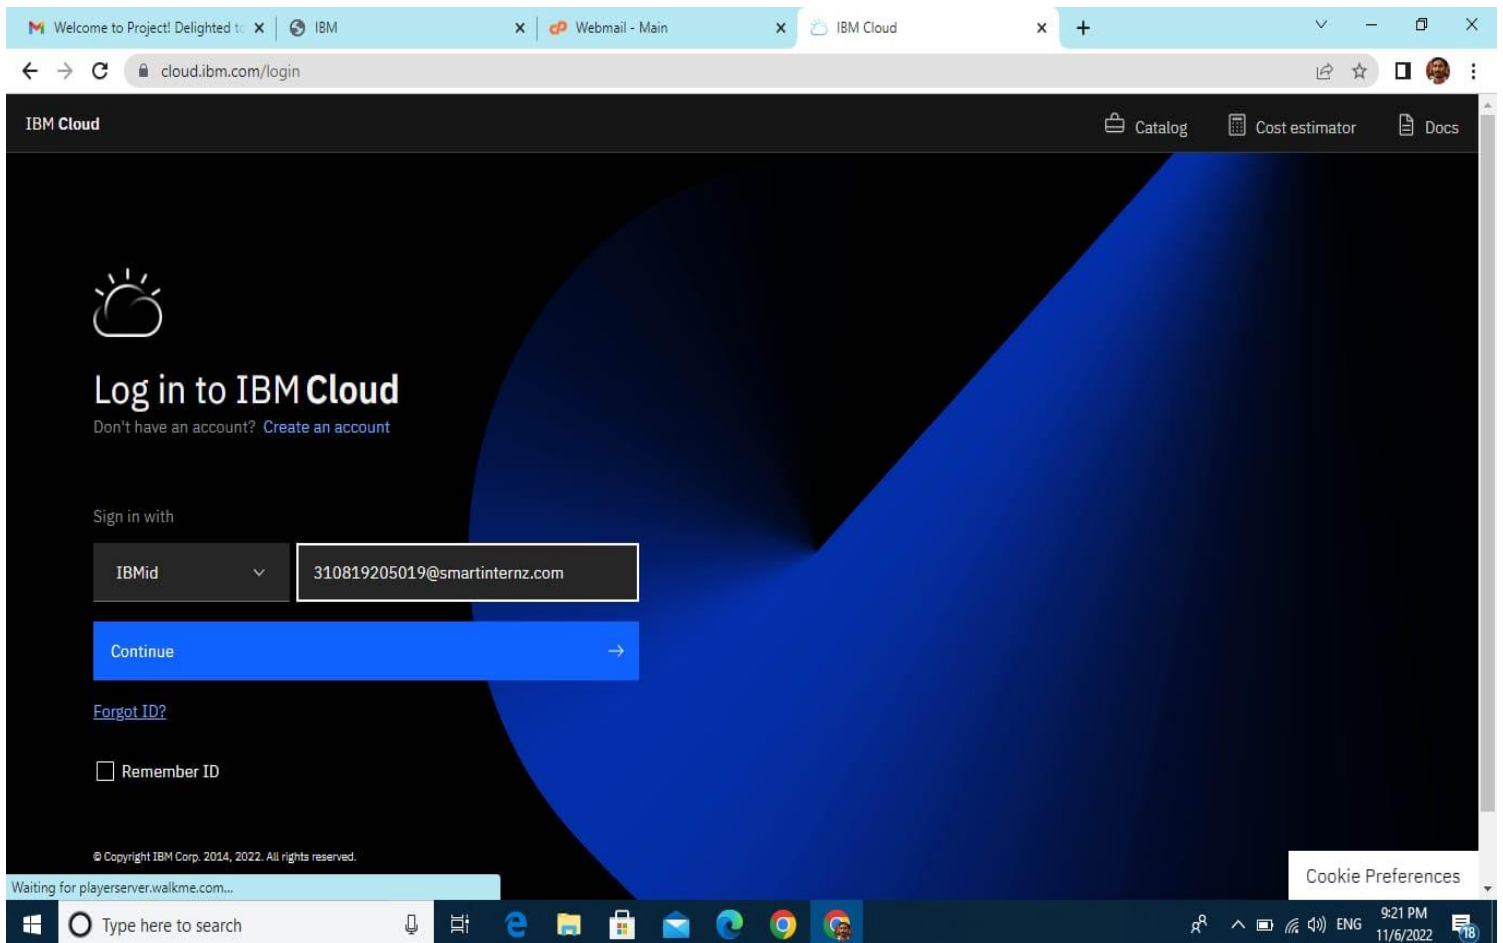 Welcome to Project! Delighted to
IBM
Webmail - Main
IBM Cloud
cloud.ibm.com/login
IBM Cloud
Catalog
Cost estimator
Docs
Log in to IBM Cloud
Don't have an account? Create an account
Sign in with
IBMid
310819205019@smartinternz.com
Continue
Forgot ID?
Remember ID
© Copyright IBM Corp. 2014, 2022. All rights reserved.
Cookie Preferences
Waiting for playerserver.walkme.com...
Type here to search
ENG
9:21 PM
11/6/2022
18